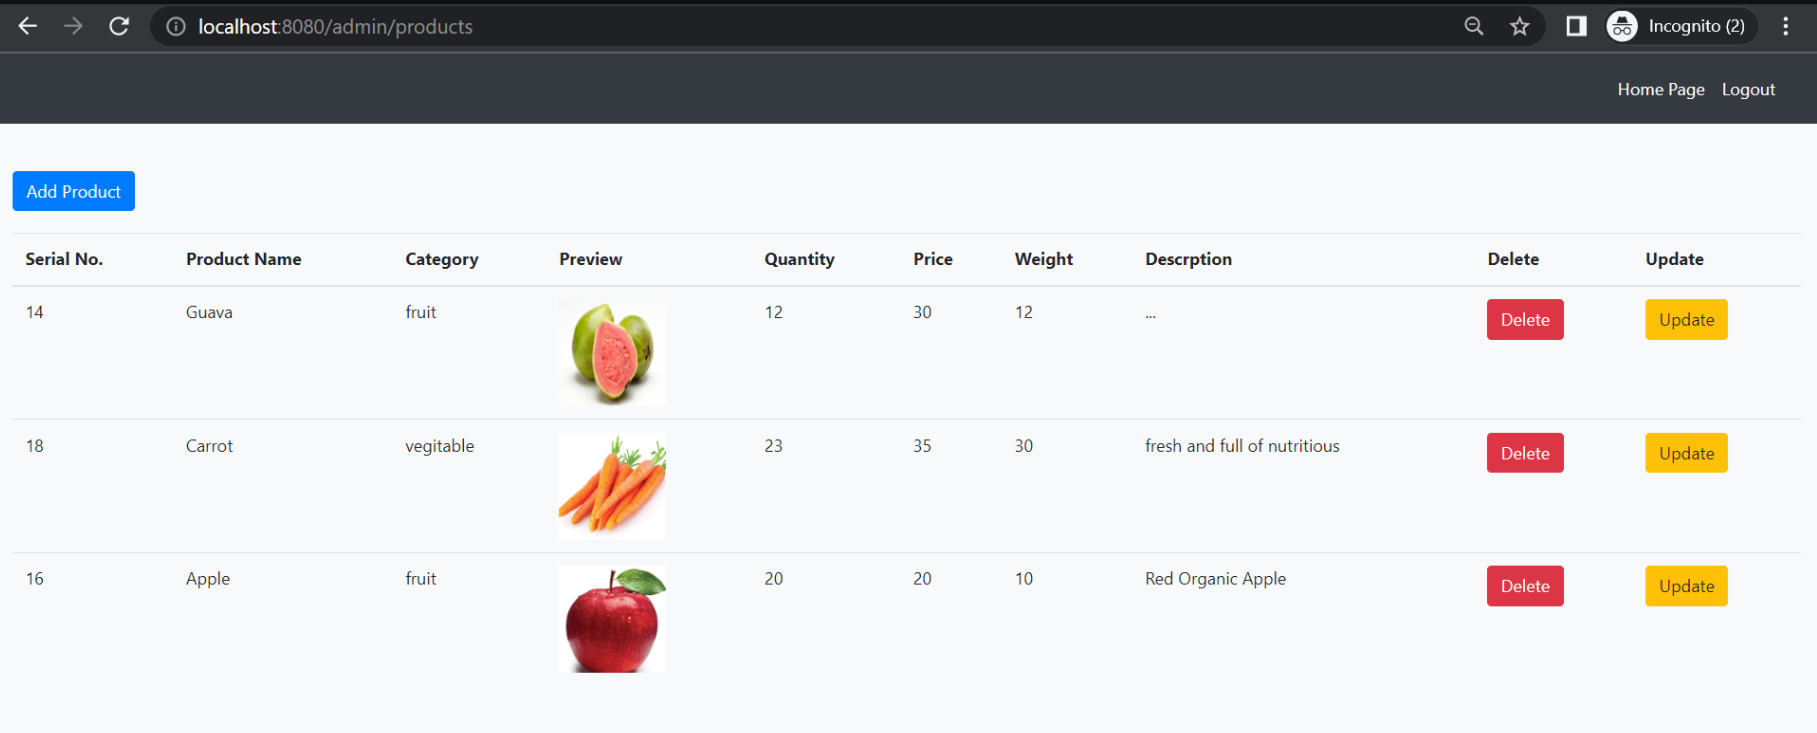 localhost:8080/admin/products Incognito (2)
Home Page Logout
Add Product
Serial No. Product Name Category Preview Quantity Price Weight Descrption Delete Update
14 Guava fruit 12 30 12 ... Delete Update
18 Carrot vegitable 23 35 30 fresh and full of nutritious Delete Update
16 Apple fruit 20 20 10 Red Organic Apple Delete Update